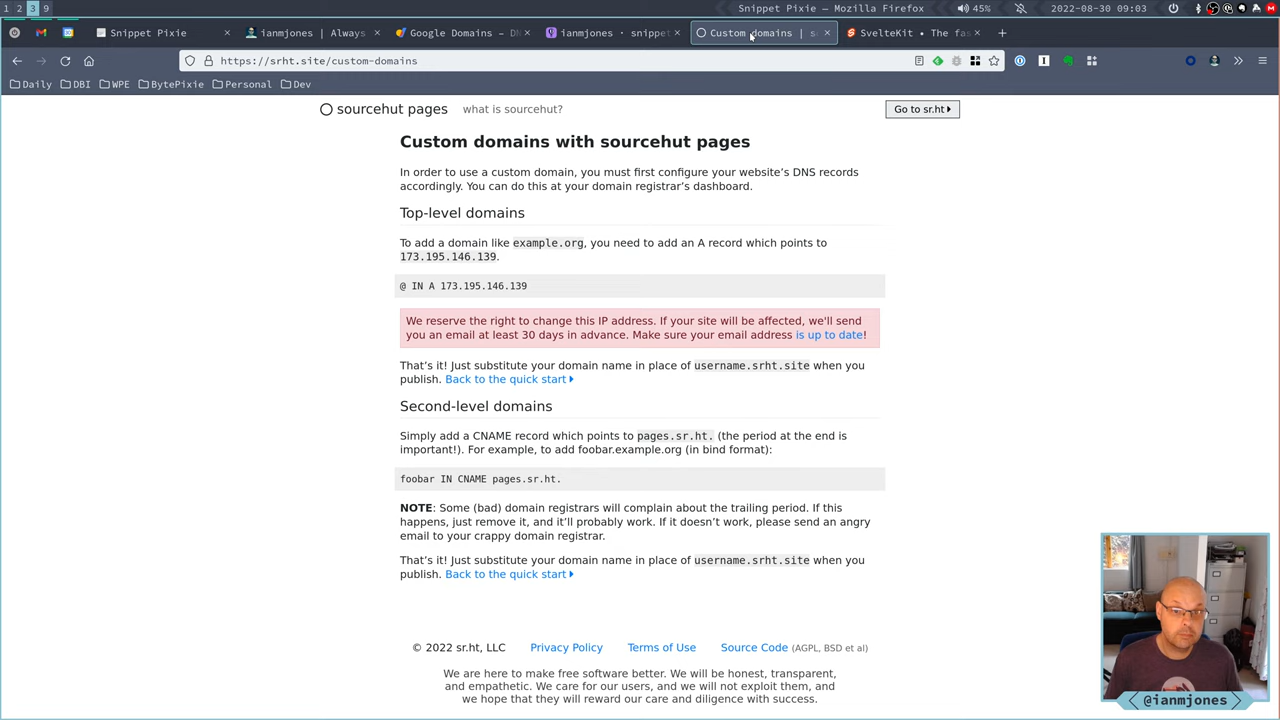 1 2 3 9
Snippet Pixie — Mozilla Firefox
45%
2022-08-30 09:03
Snippet Pixie
ianmjones | Always
Google Domains - DN
ianmjones · snippet
Custom domains | s
SvelteKit • The fas
https://srht.site/custom-domains
Daily DBI WPE BytePixie Personal Dev
sourcehut pages what is sourcehut?
Go to sr.ht
Custom domains with sourcehut pages
In order to use a custom domain, you must first configure your website's DNS records
accordingly. You can do this at your domain registrar's dashboard.
Top-level domains
To add a domain like example.org, you need to add an A record which points to
173.195.146.139.
@ IN A 173.195.146.139
We reserve the right to change this IP address. If your site will be affected, we'll send
you an email at least 30 days in advance. Make sure your email address is up to date!
That's it! Just substitute your domain name in place of username.srht.site when you
publish. Back to the quick start
Second-level domains
Simply add a CNAME record which points to pages.sr.ht. (the period at the end is
important!). For example, to add foobar.example.org (in bind format):
foobar IN CNAME pages.sr.ht.
NOTE: Some (bad) domain registrars will complain about the trailing period. If this
happens, just remove it, and it'll probably work. If it doesn't work, please send an angry
email to your crappy domain registrar.
That's it! Just substitute your domain name in place of username.srht.site when you
publish. Back to the quick start
© 2022 sr.ht, LLC Privacy Policy Terms of Use Source Code (AGPL, BSD et al)
We are here to make free software better. We will be honest, transparent,
and empathetic. We care for our users, and we will not exploit them, and
we hope that they will reward our care and diligence with success.
@ianmjones